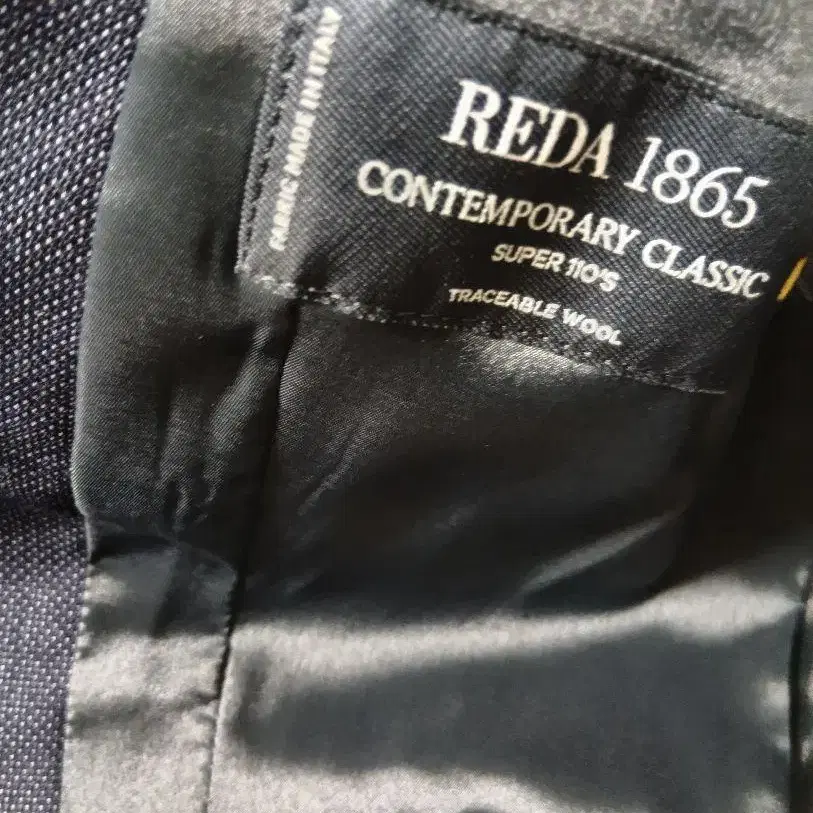 REDA 1865
CONTEMPORARY CLASSIC
SUPER 110'S
TRACEABLE WOOL
FABRIC MADE IN ITALY